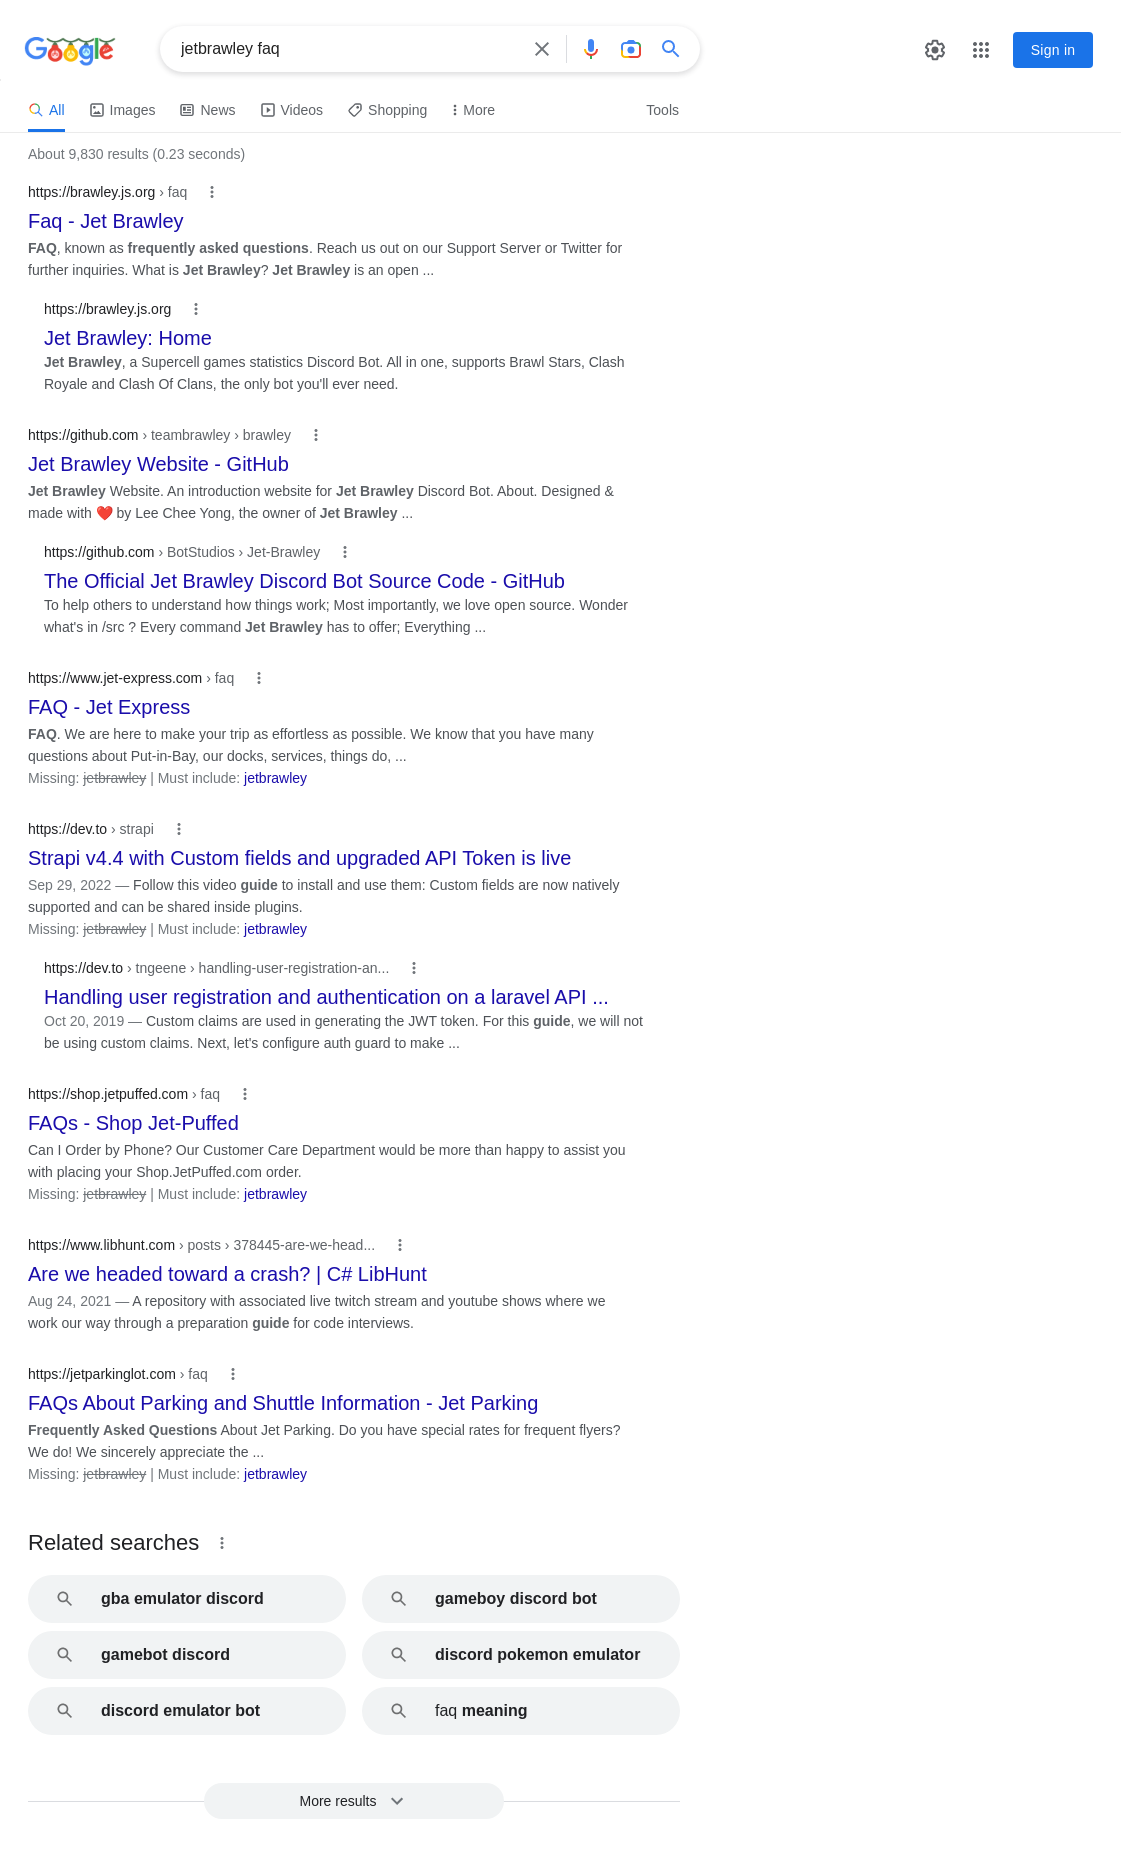 Google
jetbrawley faq
Sign in
All
Images
News
Videos
Shopping
More
Tools
About 9,830 results (0.23 seconds)
https://brawley.js.org › faq
Faq - Jet Brawley
FAQ, known as frequently asked questions. Reach us out on our Support Server or Twitter for
further inquiries. What is Jet Brawley? Jet Brawley is an open ...
https://brawley.js.org
Jet Brawley: Home
Jet Brawley, a Supercell games statistics Discord Bot. All in one, supports Brawl Stars, Clash
Royale and Clash Of Clans, the only bot you'll ever need.
https://github.com › teambrawley › brawley
Jet Brawley Website - GitHub
Jet Brawley Website. An introduction website for Jet Brawley Discord Bot. About. Designed &
made with ❤️ by Lee Chee Yong, the owner of Jet Brawley ...
https://github.com › BotStudios › Jet-Brawley
The Official Jet Brawley Discord Bot Source Code - GitHub
To help others to understand how things work; Most importantly, we love open source. Wonder
what's in /src ? Every command Jet Brawley has to offer; Everything ...
https://www.jet-express.com › faq
FAQ - Jet Express
FAQ. We are here to make your trip as effortless as possible. We know that you have many
questions about Put-in-Bay, our docks, services, things do, ...
Missing: jetbrawley | Must include: jetbrawley
https://dev.to › strapi
Strapi v4.4 with Custom fields and upgraded API Token is live
Sep 29, 2022 — Follow this video guide to install and use them: Custom fields are now natively
supported and can be shared inside plugins.
Missing: jetbrawley | Must include: jetbrawley
https://dev.to › tngeene › handling-user-registration-an...
Handling user registration and authentication on a laravel API ...
Oct 20, 2019 — Custom claims are used in generating the JWT token. For this guide, we will not
be using custom claims. Next, let's configure auth guard to make ...
https://shop.jetpuffed.com › faq
FAQs - Shop Jet-Puffed
Can I Order by Phone? Our Customer Care Department would be more than happy to assist you
with placing your Shop.JetPuffed.com order.
Missing: jetbrawley | Must include: jetbrawley
https://www.libhunt.com › posts › 378445-are-we-head...
Are we headed toward a crash? | C# LibHunt
Aug 24, 2021 — A repository with associated live twitch stream and youtube shows where we
work our way through a preparation guide for code interviews.
https://jetparkinglot.com › faq
FAQs About Parking and Shuttle Information - Jet Parking
Frequently Asked Questions About Jet Parking. Do you have special rates for frequent flyers?
We do! We sincerely appreciate the ...
Missing: jetbrawley | Must include: jetbrawley
Related searches
gba emulator discord
gameboy discord bot
gamebot discord
discord pokemon emulator
discord emulator bot
faq meaning
More results